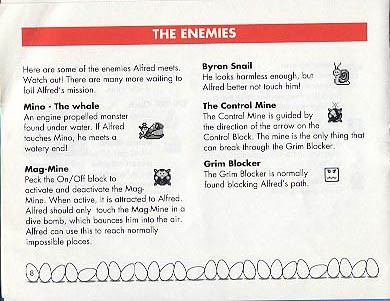 THE ENEMIES
Here are some of the enemies Alfred meets.
Watch out! There are many more waiting to
foil Alfred's mission.
Mino - The whale
An engine propelled monster
found under water. If Alfred
touches Mino, he meets a
watery end!
Mag-Mine
Peck the On/Off block to
activate and deactivate the Mag-
Mine. When active, it is attracted to Alfred.
Alfred should only touch the Mag-Mine in a
dive bomb, which bounces him into the air.
Alfred can use this to reach normally
impossible places.
Byron Snail
He looks harmless enough, but
Alfred better not touch him!
The Control Mine
The Control Mine is guided by
the direction of the arrow on the
Control Block. The mine is the only thing that
can break through the Grim Blocker.
Grim Blocker
The Grim Blocker is normally
found blocking Alfred's path.
8